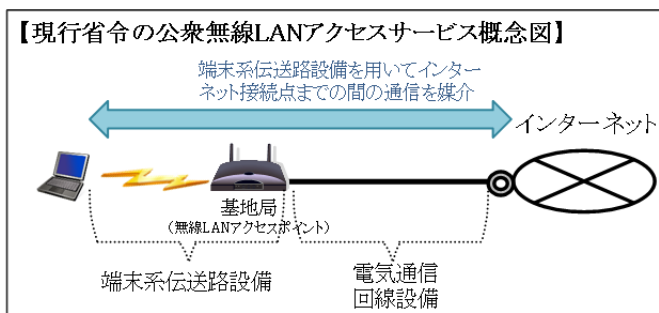 【現行省令の公衆無線LANアクセスサービス概念図】
端末系伝送路設備を用いてインター
ネット接続点までの間の通信を媒介
インターネット
基地局
(無線LANアクセスポイント)
端末系伝送路設備
電気通信
回線設備